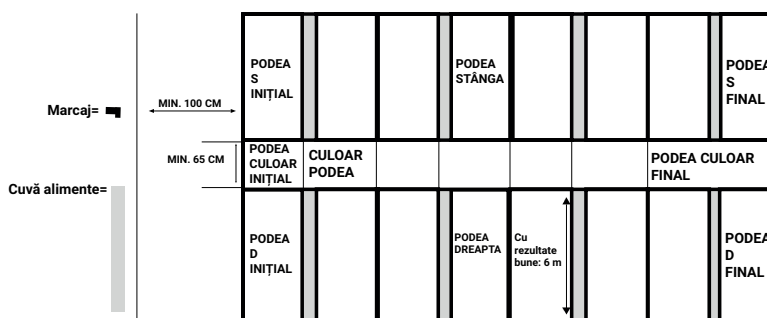 PODEA
S
INIȚIAL
PODEA
STÂNGA
PODEA
S
FINAL
Marcaj=
MIN. 100 CM
MIN. 65 CM
PODEA
CULOAR
INIȚIAL
CULOAR
PODEA
PODEA CULOAR
FINAL
Cuvă alimente=
PODEA
D
INIȚIAL
PODEA
DREAPTA
Cu
rezultate
bune: 6 m
PODEA
D
FINAL